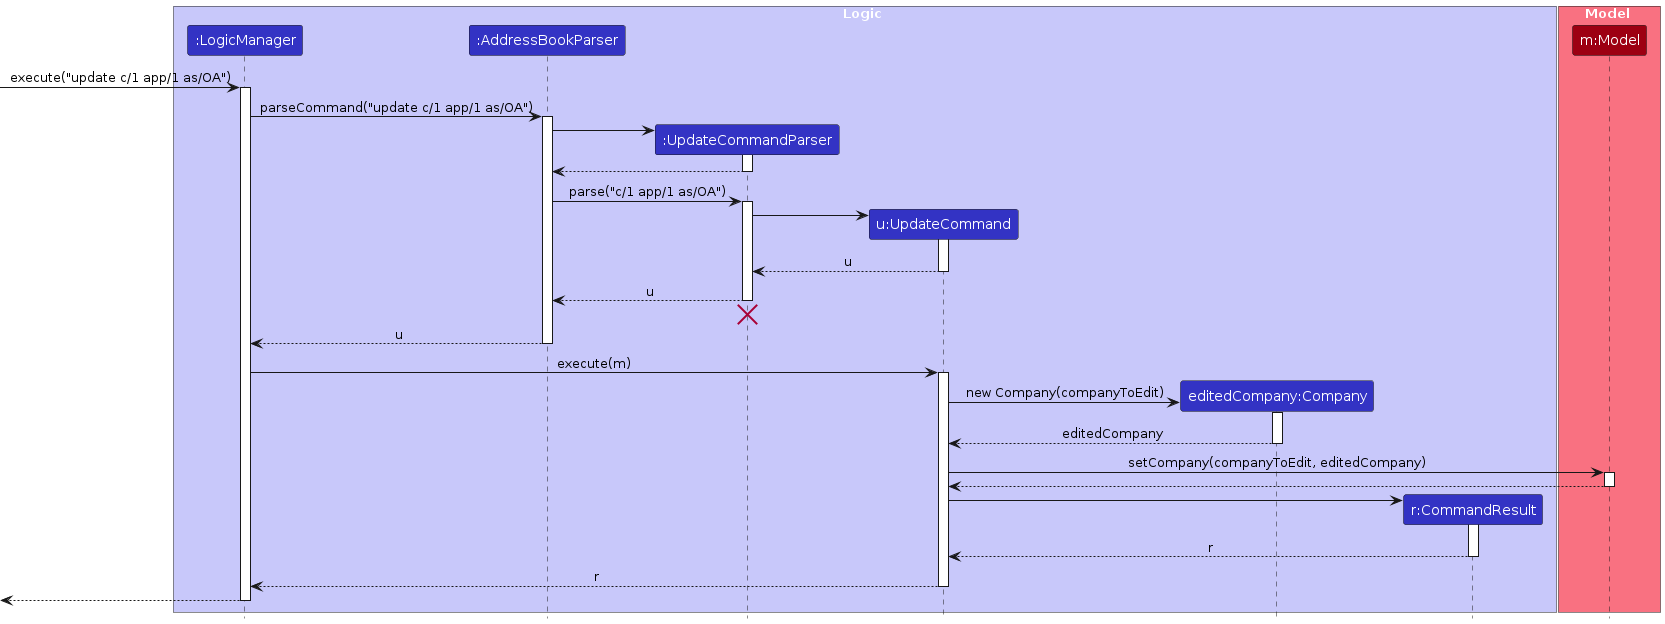 Logic
Model
:LogicManager
:AddressBookParser
m:Model
execute("update c/1 app/1 as/OA")
parseCommand("update c/1 app/1 as/OA")
:UpdateCommandParser
parse("c/1 app/1 as/OA")
u:UpdateCommand
u
u
u
execute(m)
new Company(companyToEdit)
editedCompany:Company
editedCompany
setCompany(companyToEdit, editedCompany)
r:CommandResult
r
r